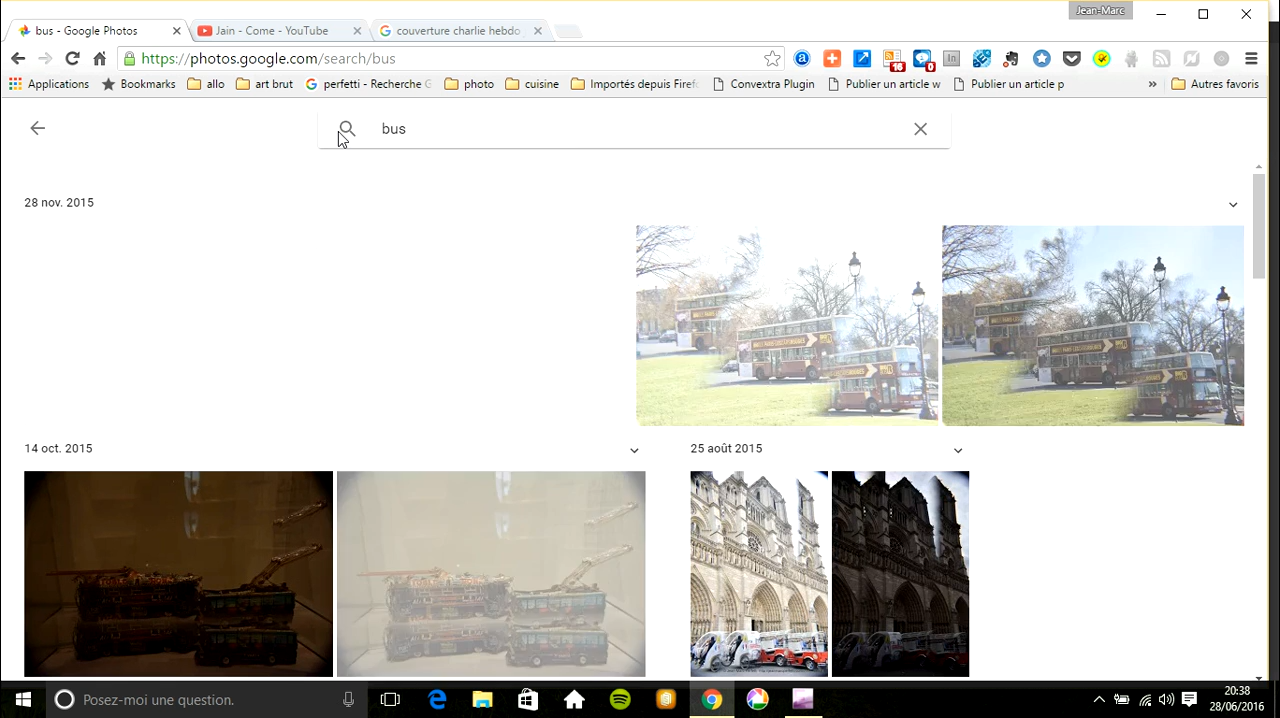 Jean-Marc
bus - Google Photos
Jain - Come - YouTube
couverture charlie hebdo
https://photos.google.com/search/bus
16
0
In
Applications
Bookmarks
allo
art brut
perfetti - Recherche G
photo
cuisine
Importés depuis Firef
Convextra Plugin
Publier un article w
Publier un article p
»
Autres favoris
bus
28 nov. 2015
14 oct. 2015
25 août 2015
Posez-moi une question.
20:38
28/06/2016